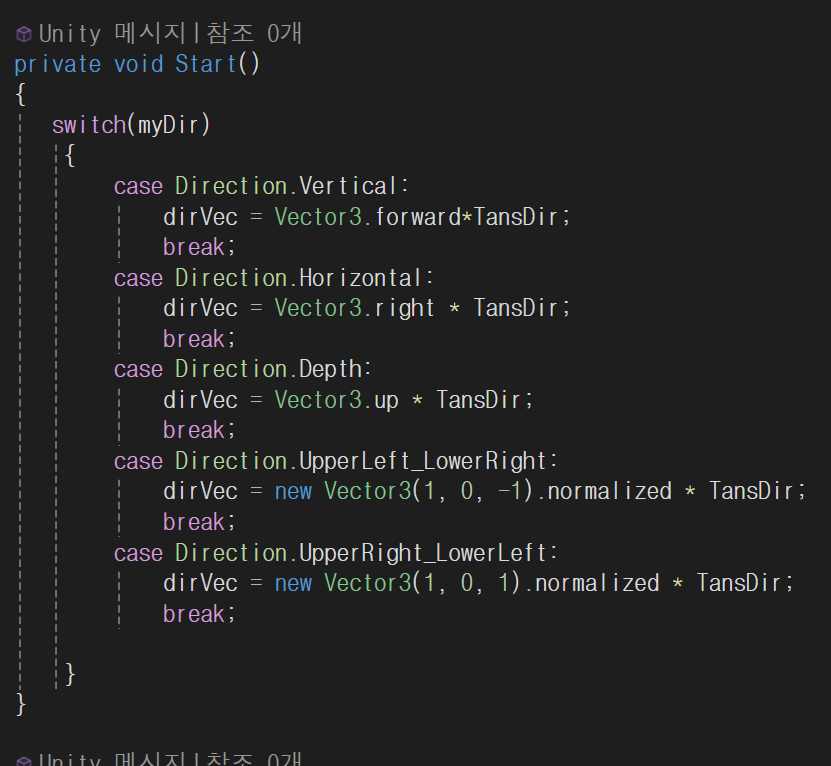 Unity 메시지|참조 0개
private void Start()
{
switch(myDir)
{
case Direction.Vertical:
dirVec = Vector3.forward*TansDir;
break;
case Direction.Horizontal:
dirVec = Vector3.right * TansDir;
break;
case Direction.Depth:
dirVec = Vector3.up * TansDir;
break;
case Direction.UpperLeft_LowerRight:
dirVec = new Vector3(1, 0, -1).normalized * TansDir;
break;
case Direction.UpperRight_LowerLeft:
dirVec = new Vector3(1, 0, 1).normalized * TansDir;
break;
}
}
Unity 메시지|참조 0개